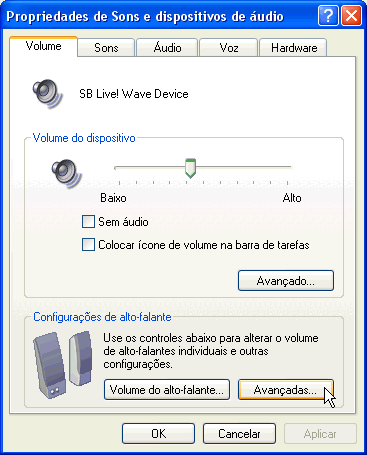 Propriedades de Sons e dispositivos de áudio
Volume Sons Áudio Voz Hardware
SB Live! Wave Device
Volume do dispositivo
Baixo Alto
Sem áudio
Colocar ícone de volume na barra de tarefas
Avançado...
Configurações de alto-falante
Use os controles abaixo para alterar o volume
de alto-falantes individuais e outras
configurações.
Volume do alto-falante... Avançadas...
OK Cancelar Aplicar